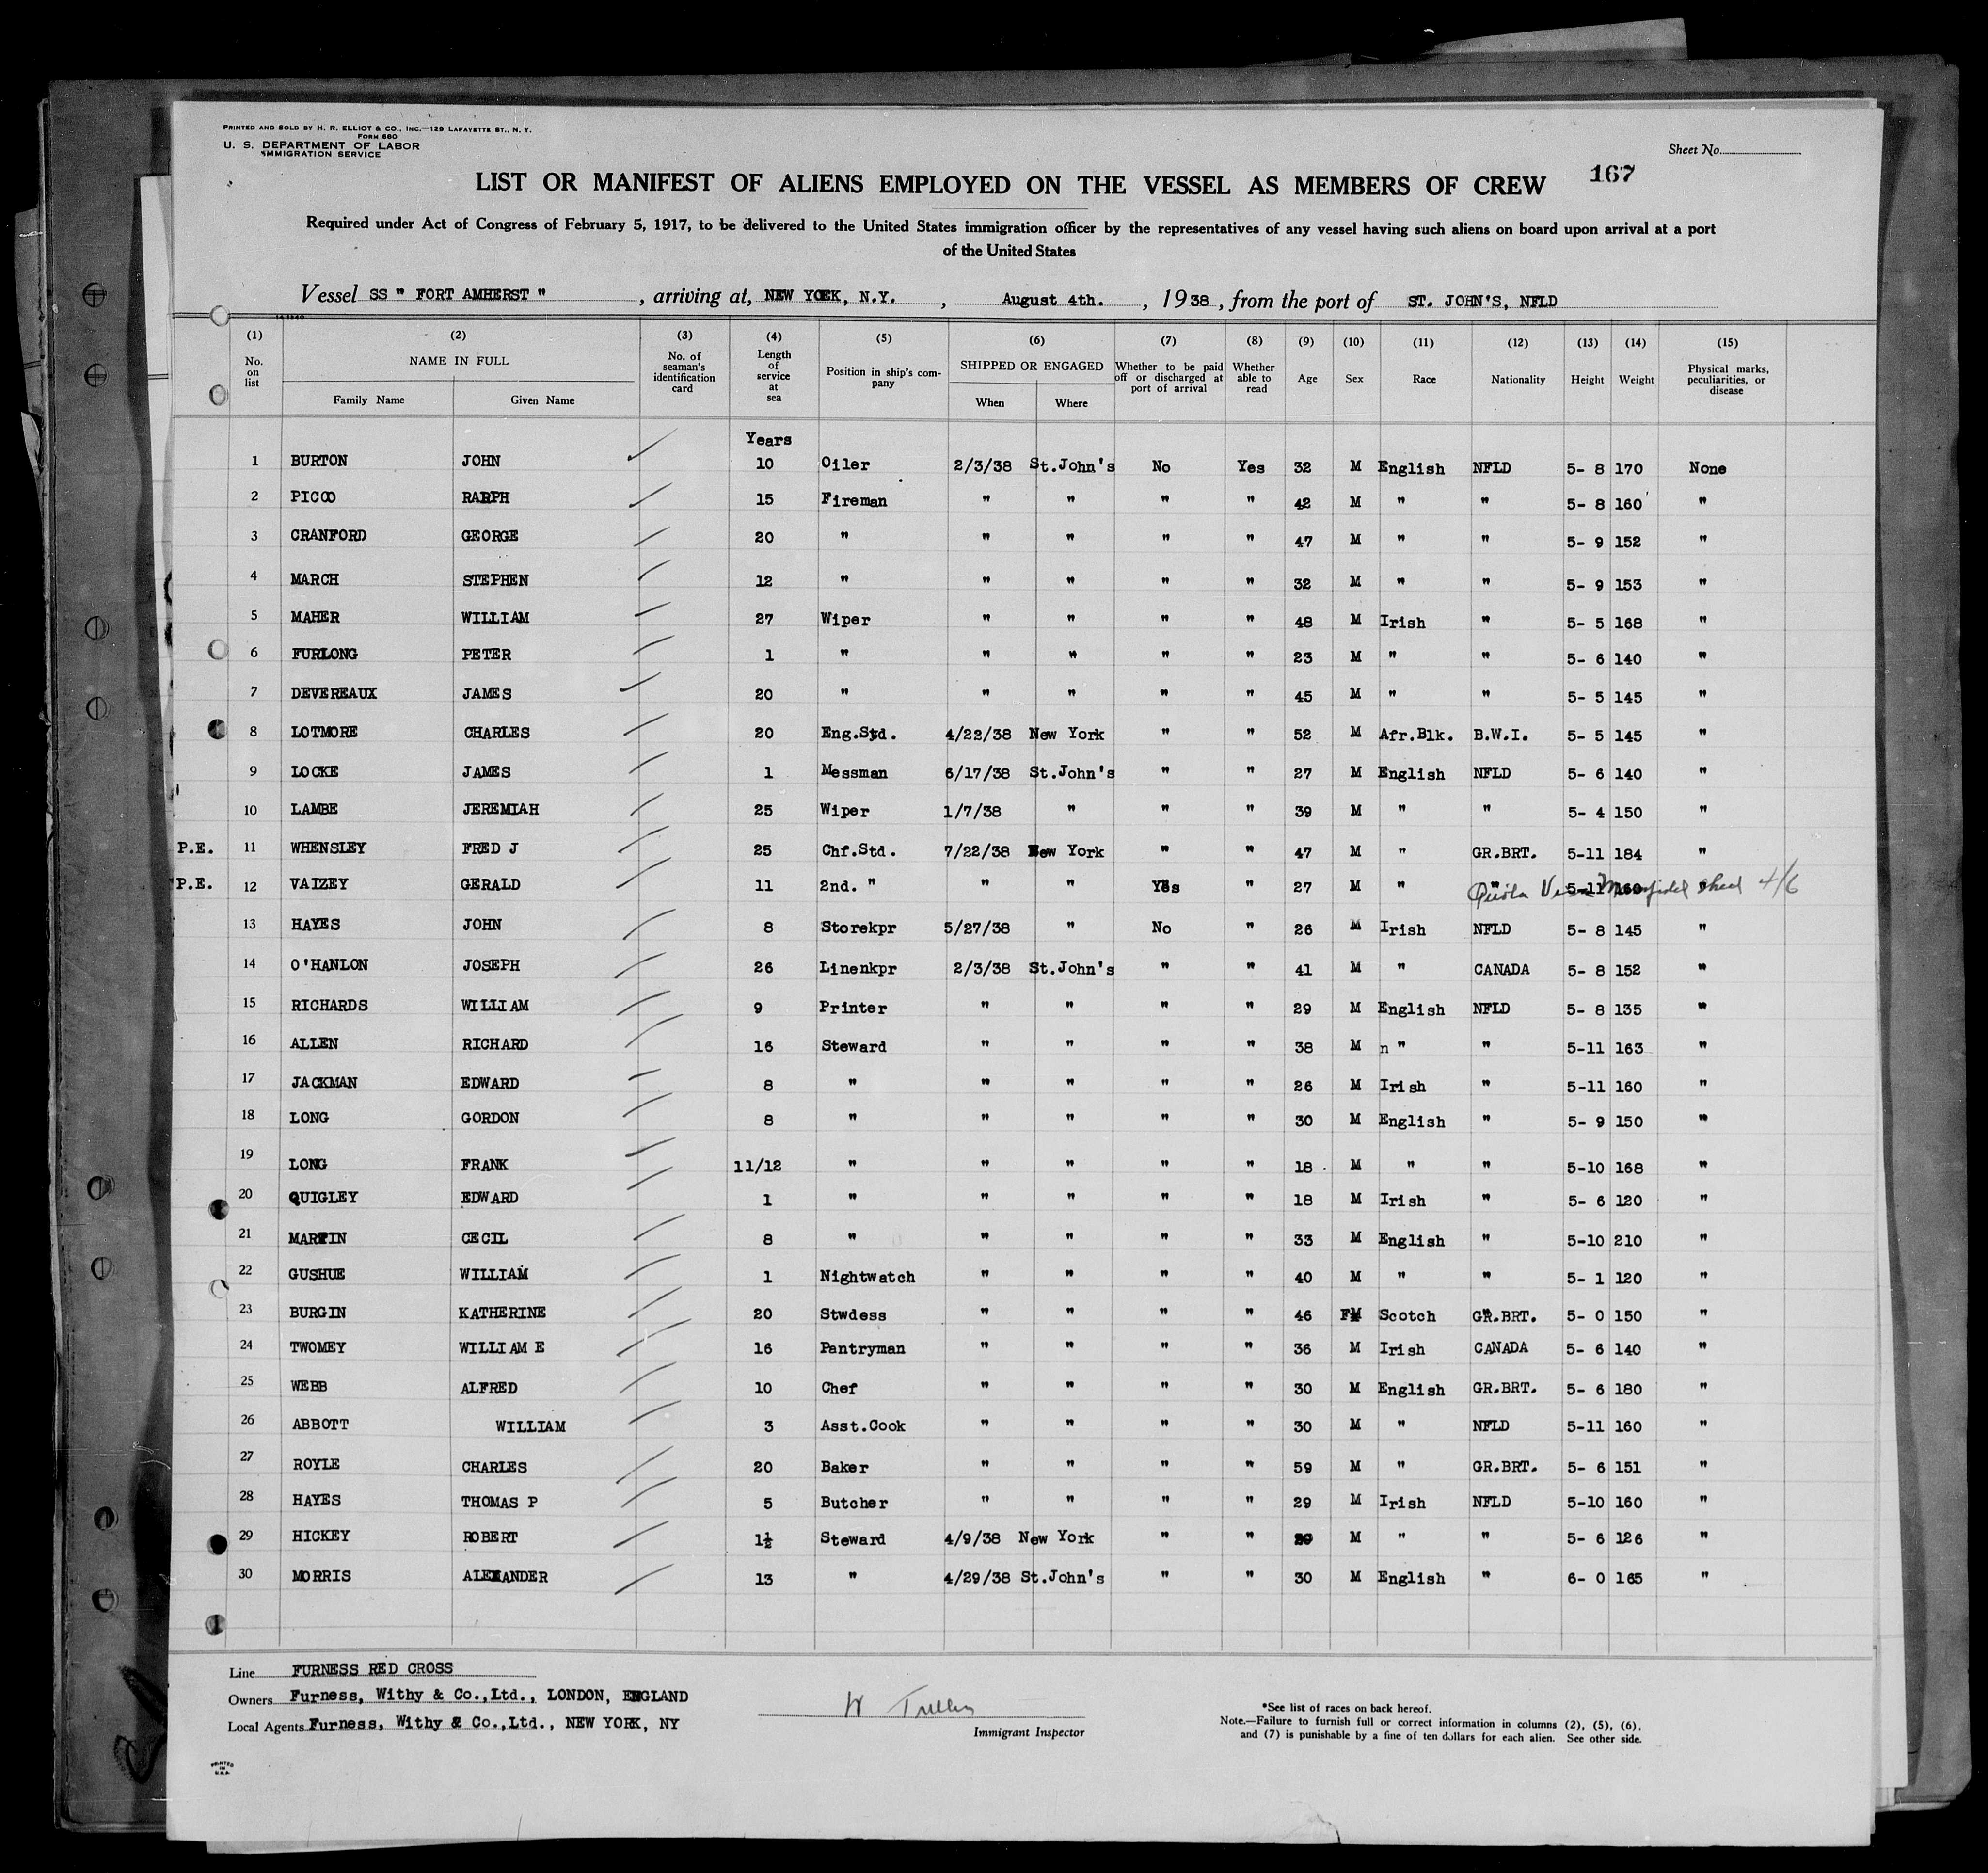 PRINTED AND SOLD BY H. R. ELLIOT & CO., INC.—129 LAFAYETTE ST., N. Y.
FORM 680
U. S. DEPARTMENT OF LABOR
IMMIGRATION SERVICE
Sheet No.
167
LIST OR MANIFEST OF ALIENS EMPLOYED ON THE VESSEL AS MEMBERS OF CREW
Required under Act of Congress of February 5, 1917, to be delivered to the United States immigration officer by the representatives of any vessel having such aliens on board upon arrival at a port
of the United States
Vessel SS " FORT AMHERST " , arriving at, NEW YORK, N.Y. , August 4th. , 1938, from the port of ST. JOHN'S, NFLD
(1) (2) (3) (4) (5) (6) (7) (8) (9) (10) (11) (12) (13) (14) (15)
No. on list NAME IN FULL Family Name Given Name No. of seaman's identification card Length of service at sea Position in ship's company SHIPPED OR ENGAGED When Where Whether to be paid off or discharged at port of arrival Whether able to read Age Sex Race Nationality Height Weight Physical marks, peculiarities, or disease
Years
1 BURTON JOHN 10 Oiler 2/3/38 St.John's No Yes 32 M English NFLD 5- 8 170 None
2 PICCO RALPH 15 Fireman " " " " 42 M " " 5- 8 160 "
3 CRANFORD GEORGE 20 " " " " " 47 M " " 5- 9 152 "
4 MARCH STEPHEN 12 " " " " " 32 M " " 5- 9 153 "
5 MAHER WILLIAM 27 Wiper " " " " 48 M Irish " 5- 5 168 "
6 FURLONG PETER 1 " " " " " 23 M " " 5- 6 140 "
7 DEVEREAUX JAMES 20 " " " " " 45 M " " 5- 5 145 "
8 LOTMORE CHARLES 20 Eng.Std. 4/22/38 New York " " 52 M Afr.Blk. B.W.I. 5- 5 145 "
9 LOCKE JAMES 1 Messman 6/17/38 St.John's " " 27 M English NFLD 5- 6 140 "
10 LAMBE JEREMIAH 25 Wiper 1/7/38 " " " 39 M " " 5- 4 150 "
P.E. 11 WHENSLEY FRED J 25 Chf.Std. 7/22/38 New York " " 47 M " GR.BRT. 5-11 184 "
P.E. 12 VAIZEY GERALD 11 2nd. " " " Yes " 27 M " " 5-11 160 " Quota sheet 4/6
13 HAYES JOHN 8 Storekpr 5/27/38 " No " 26 M Irish NFLD 5- 8 145 "
14 O'HANLON JOSEPH 26 Linenkpr 2/3/38 St.John's " " 41 M " CANADA 5- 8 152 "
15 RICHARDS WILLIAM 9 Printer " " " " 29 M English NFLD 5- 8 135 "
16 ALLEN RICHARD 16 Steward " " " " 38 M n " " 5-11 163 "
17 JACKMAN EDWARD 8 " " " " " 26 M Irish " 5-11 160 "
18 LONG GORDON 8 " " " " " 30 M English " 5- 9 150 "
19 LONG FRANK 11/12 " " " " " 18 M " " 5-10 168 "
20 QUIGLEY EDWARD 1 " " " " " 18 M Irish " 5- 6 120 "
21 MARTIN CECIL 8 " " " " " 33 M English " 5-10 210 "
22 GUSHUE WILLIAM 1 Nightwatch " " " " 40 M " " 5- 1 120 "
23 BURGIN KATHERINE 20 Stwdess " " " " 46 F Scotch GR.BRT. 5- 0 150 "
24 TWOMEY WILLIAM E 16 Pantryman " " " " 36 M Irish CANADA 5- 6 140 "
25 WEBB ALFRED 10 Chef " " " " 30 M English GR.BRT. 5- 6 180 "
26 ABBOTT WILLIAM 3 Asst.Cook " " " " 30 M " NFLD 5-11 160 "
27 ROYLE CHARLES 20 Baker " " " " 59 M " GR.BRT. 5- 6 151 "
28 HAYES THOMAS P 5 Butcher " " " " 29 M Irish NFLD 5-10 160 "
29 HICKEY ROBERT 1½ Steward 4/9/38 New York " " M " " 5- 6 126 "
30 MORRIS ALEXANDER 13 " 4/29/38 St.John's " " 30 M English " 6- 0 165 "
Line FURNESS RED CROSS
Owners Furness, Withy & Co.,Ltd., LONDON, ENGLAND
Local Agents Furness, Withy & Co.,Ltd., NEW YORK, NY
Immigrant Inspector
*See list of races on back hereof.
Note.—Failure to furnish full or correct information in columns (2), (5), (6),
and (7) is punishable by a fine of ten dollars for each alien. See other side.
PRINTED
IN
U.S.A.